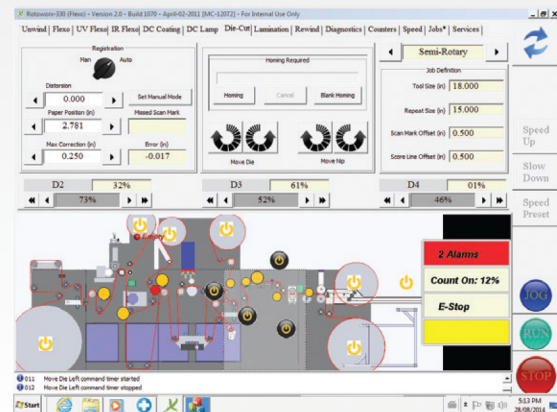 Rotoworx-330 (Flexo) - Version 2.0 - Build 1070 - April-02-2011 [MC-12072] - For Internal Use Only
Unwind | Flexo | UV Flexo | IR Flexo | DC Coating | DC Lamp | Die-Cut | Lamination | Rewind | Diagnostics | Counters | Speed | Jobs* | Services |
Registration
Man
Auto
Distorsion
0.000
Set Manual Mode
Paper Position (in)
Missed Scan Mark
2.781
Max Correction (in)
Error (in)
0.250
-0.017
Homing Required
Homing
Cancel
Blank Homing
Move Die
Move Nip
Semi-Rotary
Job Definition
Tool Size (in)
18.000
Repeat Size (in)
15.000
Scan Mark Offset (in)
0.500
Score Line Offset (in)
0.500
D2
32%
D3
61%
D4
01%
73%
52%
46%
Empty
2 Alarms
Count On: 12%
E-Stop
Speed
Up
Slow
Down
Speed
Preset
JOG
RUN
STOP
011 Move Die Left command timer started
012 Move Die Left command timer stopped
Start
5:13 PM
28/08/2014